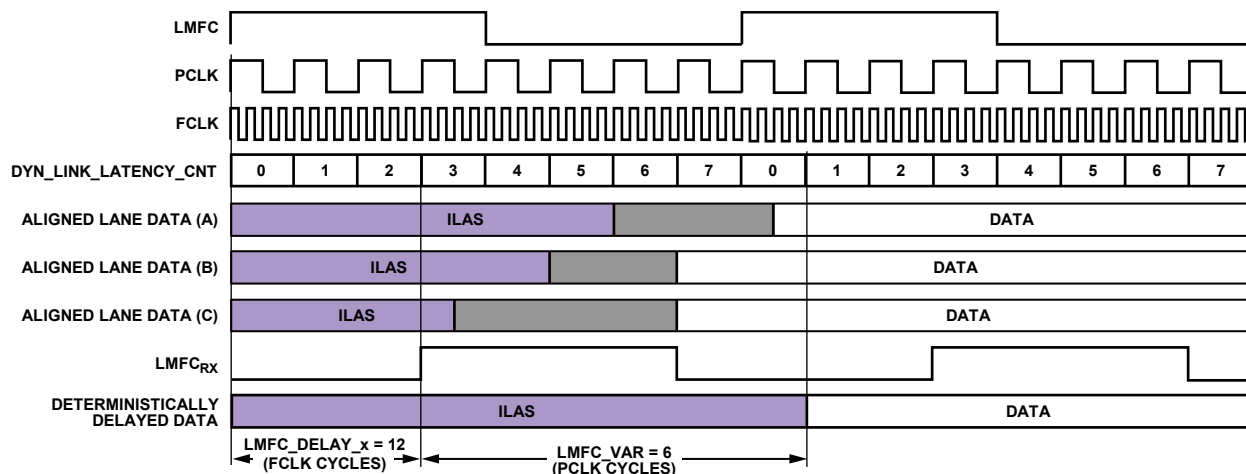 LMFC
PCLK
FCLK
DYN_LINK_LATENCY_CNT 0 1 2 3 4 5 6 7 0 1 2 3 4 5 6 7
ALIGNED LANE DATA (A) ILAS DATA
ALIGNED LANE DATA (B) ILAS DATA
ALIGNED LANE DATA (C) ILAS DATA
LMFCRX
DETERMINISTICALLY
DELAYED DATA
ILAS DATA
LMFC_DELAY_x = 12
(FCLK CYCLES)
LMFC_VAR = 6
(PCLK CYCLES)